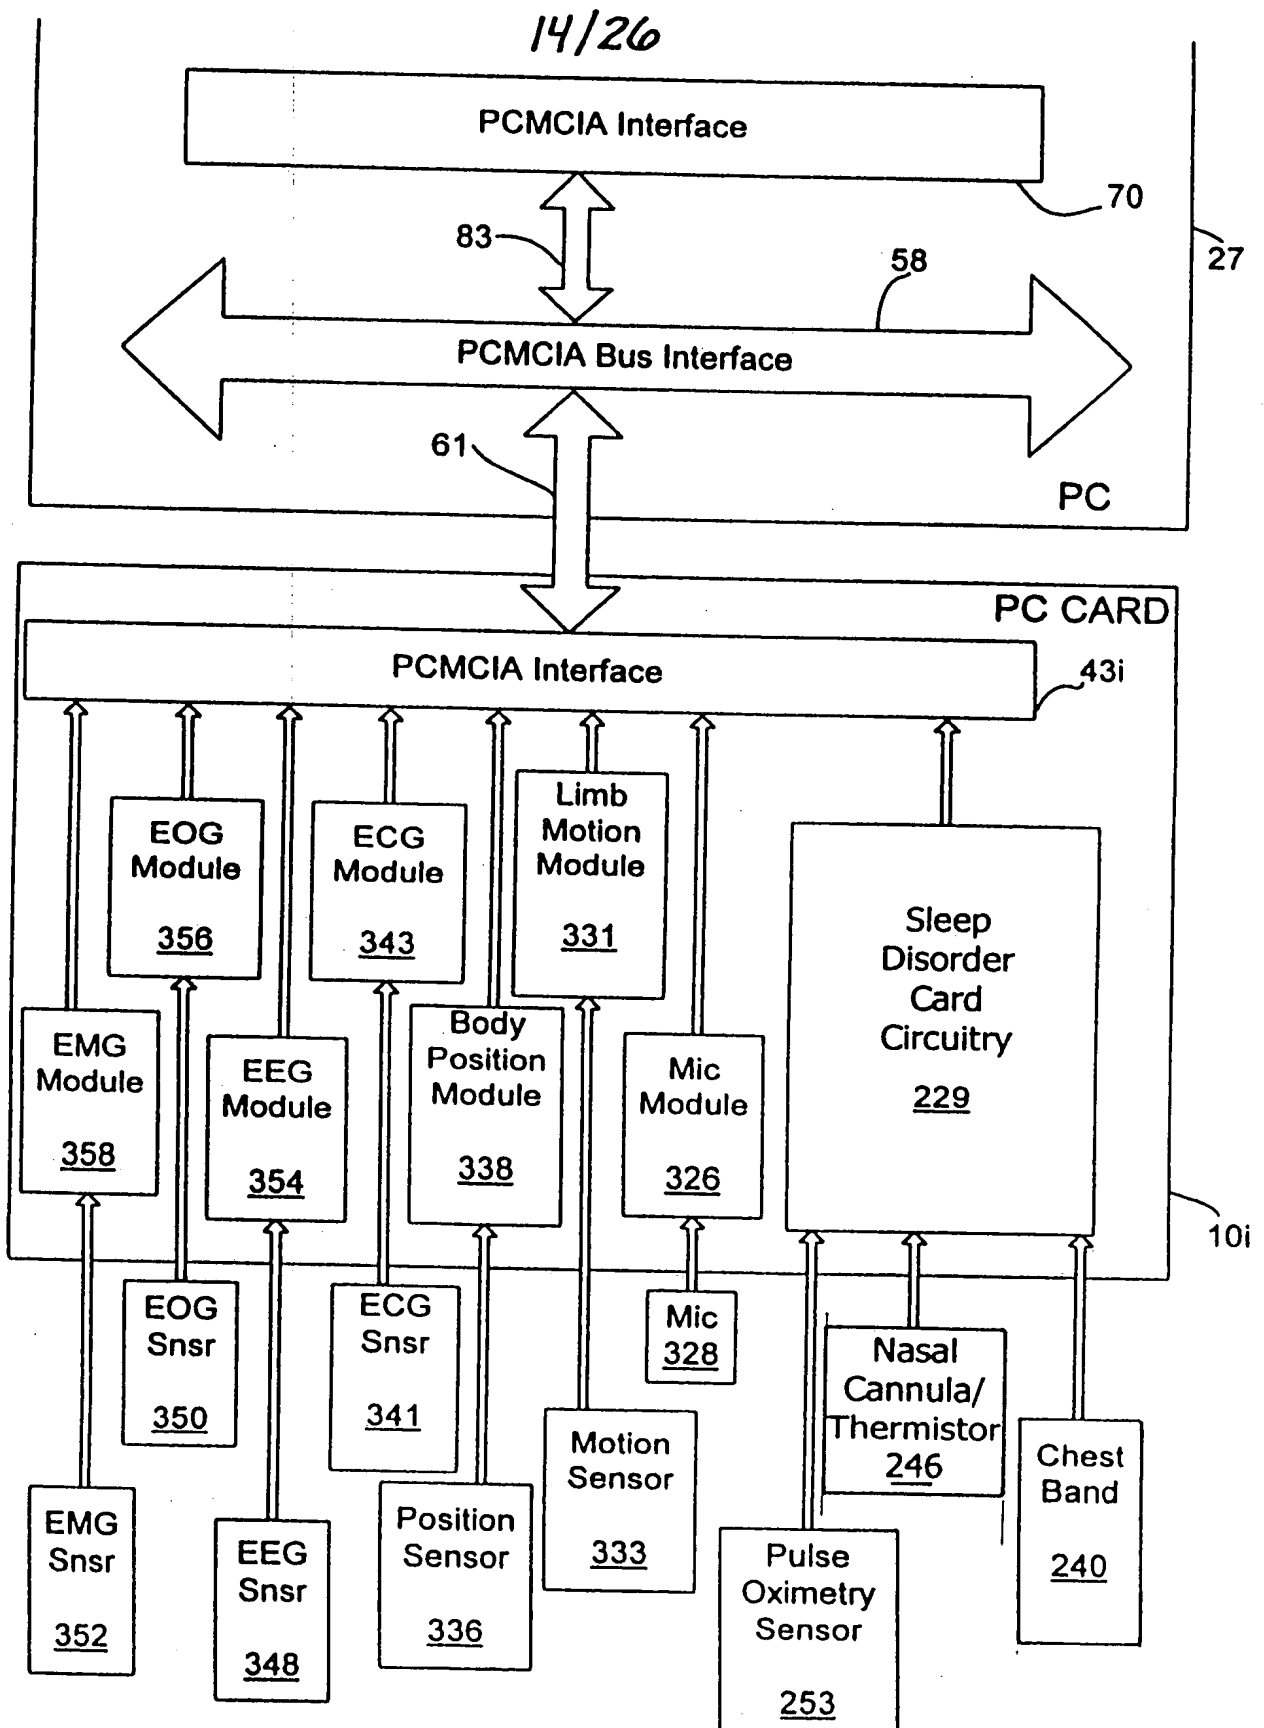 14/26
PCMCIA Interface
70
83
27
58
PCMCIA Bus Interface
61
PC
PC CARD
PCMCIA Interface
43i
EOG
Module
356
ECG
Module
343
Limb
Motion
Module
331
Sleep
Disorder
Card
Circuitry
229
EMG
Module
358
EEG
Module
354
Body
Position
Module
338
Mic
Module
326
10i
EOG
Snsr
350
ECG
Snsr
341
Mic
328
Nasal
Cannula/
Thermistor
246
Motion
Sensor
333
Chest
Band
240
EMG
Snsr
352
EEG
Snsr
348
Position
Sensor
336
Pulse
Oximetry
Sensor
253